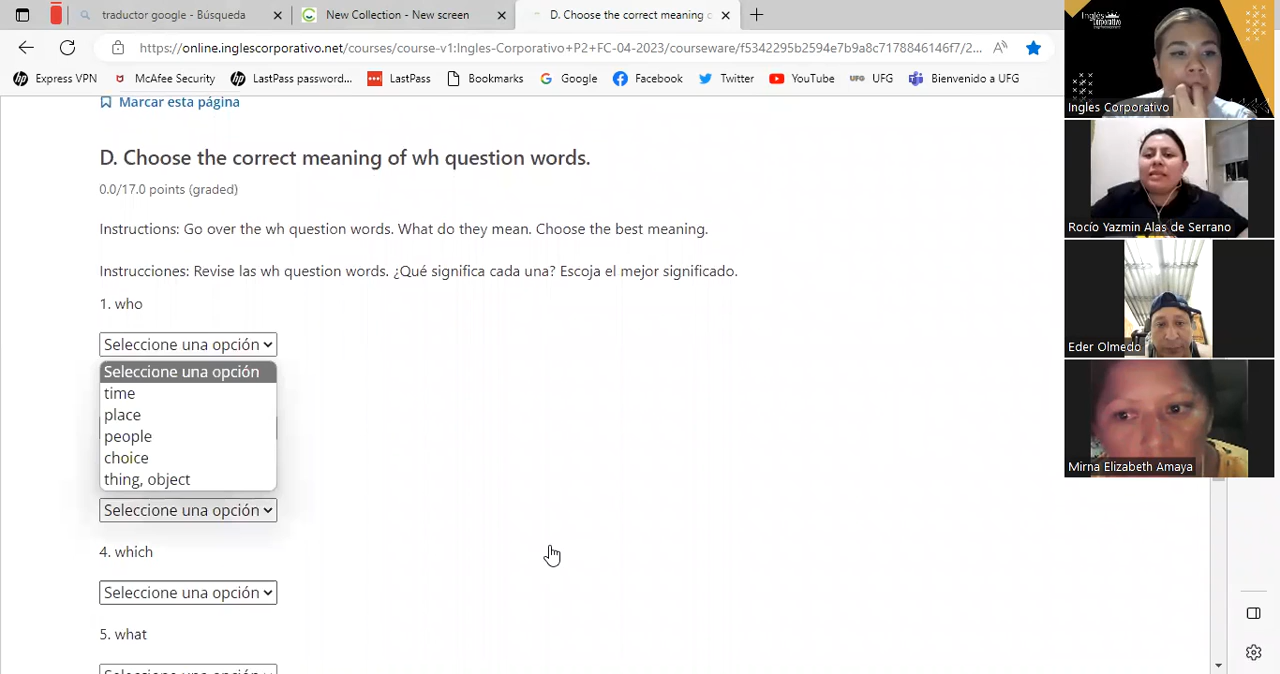 traductor google - Búsqueda
New Collection - New screen
D. Choose the correct meaning
https://online.inglescorporativo.net/courses/course-v1:Ingles-Corporativo+P2+FC-04-2023/courseware/f5342295b2594e7b9a8c7178846146f7/2...
Express VPN
McAfee Security
LastPass password...
LastPass
Bookmarks
Google
Facebook
Twitter
YouTube
UFG
Bienvenido a UFG
Marcar esta página
D. Choose the correct meaning of wh question words.
0.0/17.0 points (graded)
Instructions: Go over the wh question words. What do they mean. Choose the best meaning.
Instrucciones: Revise las wh question words. ¿Qué significa cada una? Escoja el mejor significado.
1. who
Seleccione una opción
Seleccione una opción
time
place
people
choice
thing, object
Seleccione una opción
4. which
Seleccione una opción
5. what
Inglés
Corporativo
Ingles Corporativo
Rocío Yazmin Alas de Serrano
Eder Olmedo
Mirna Elizabeth Amaya